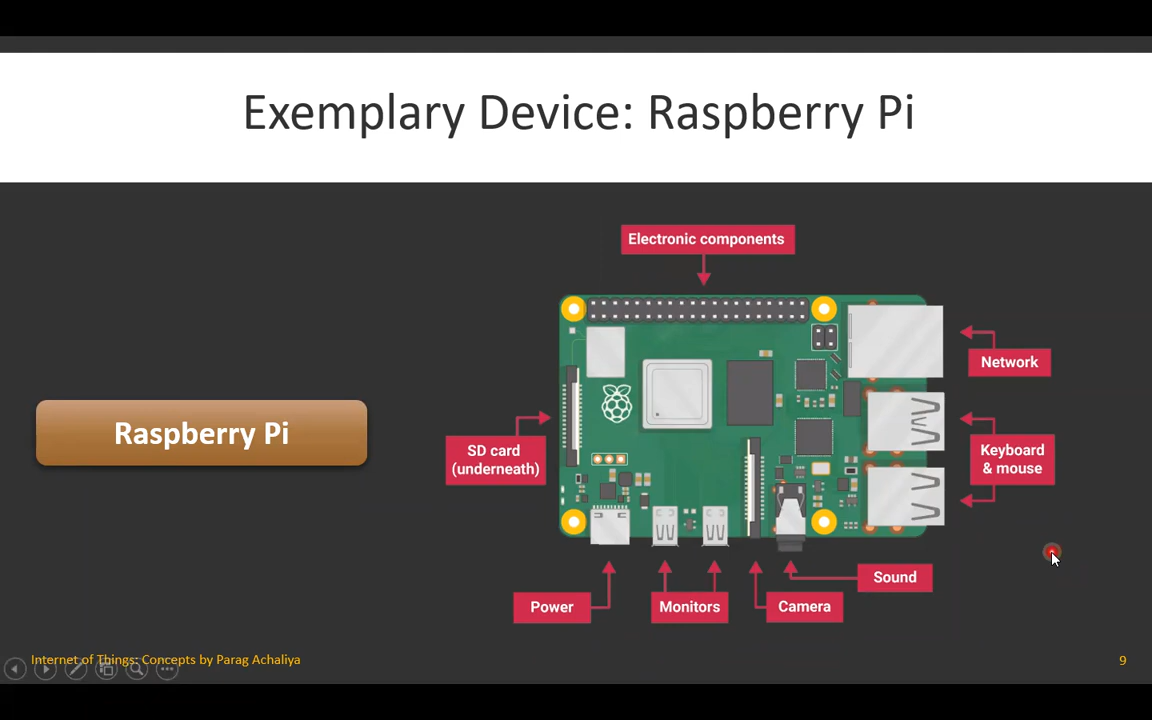 Exemplary Device: Raspberry Pi
Electronic components
Network
Raspberry Pi
SD card
(underneath)
Keyboard
& mouse
Sound
Power
Monitors
Camera
Internet of Things: Concepts by Parag Achaliya
9